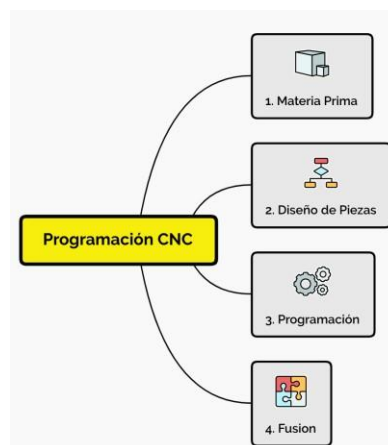 1. Materia Prima
2. Diseño de Piezas
Programación CNC
3. Programación
4. Fusion